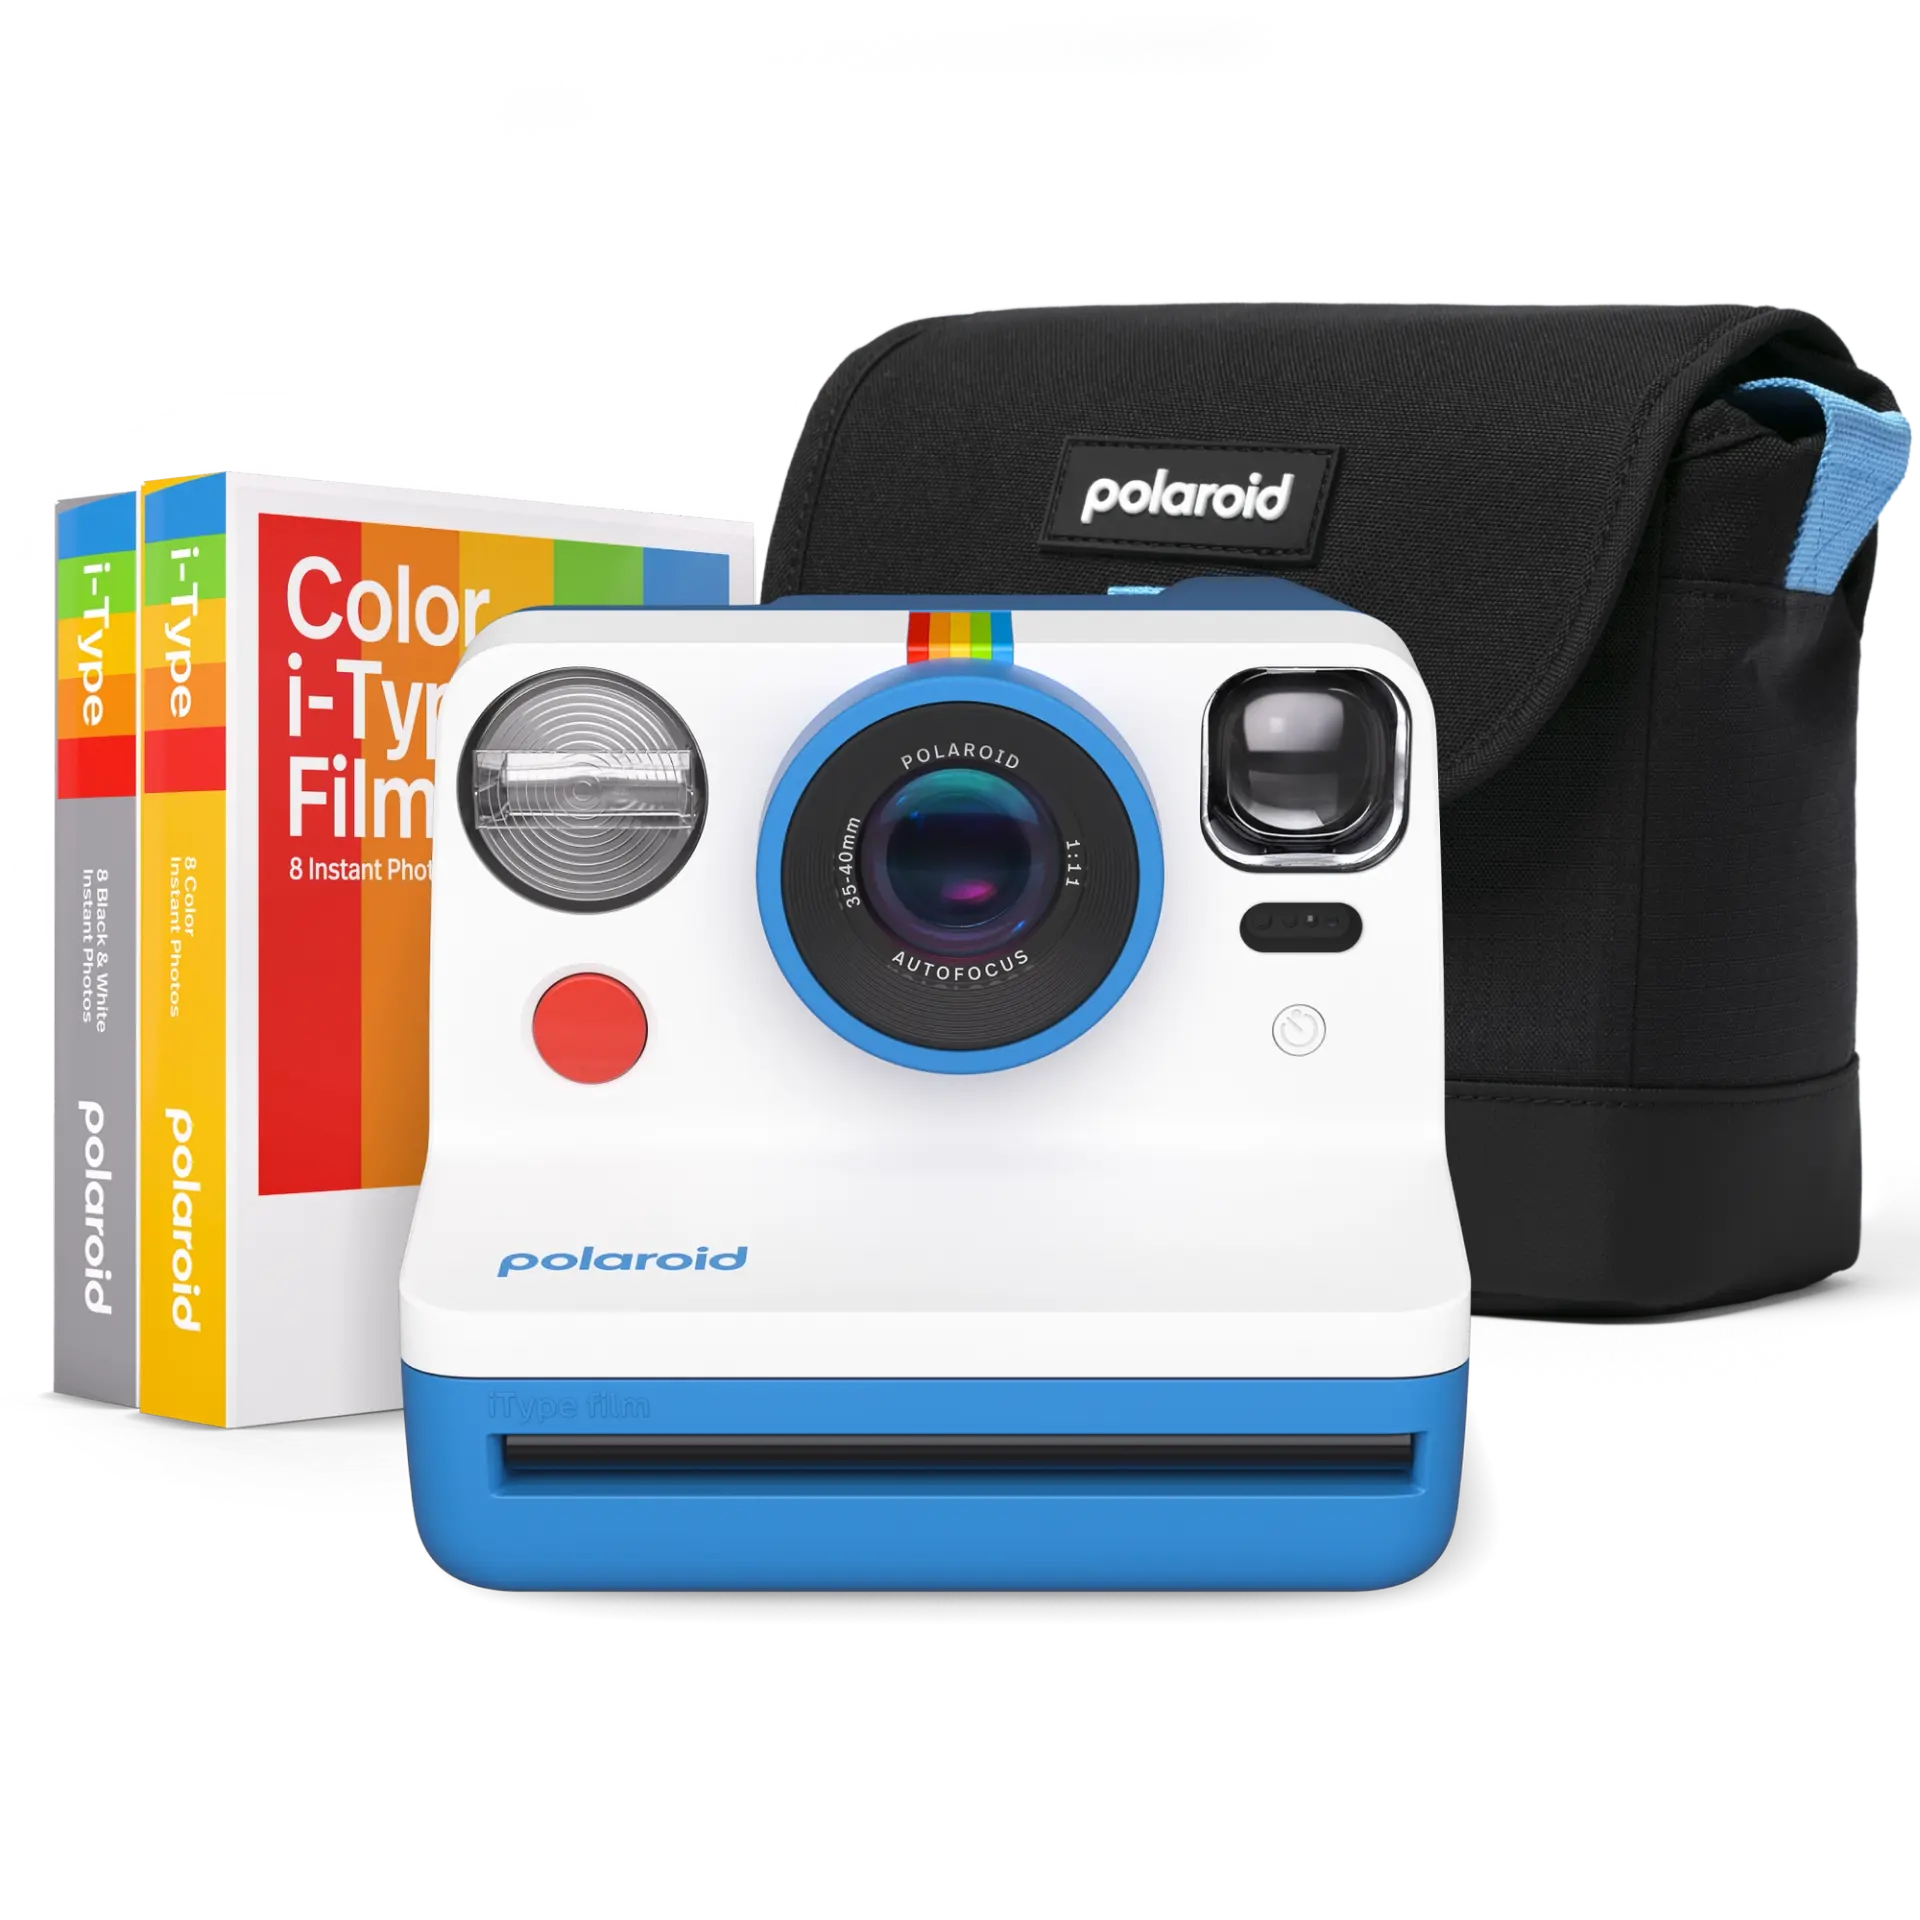 i-Type
8 Black & White
Instant Photos
polaroid
i-Type
8 Color
Instant Photos
polaroid
Color
i-Typ
Film
8 Instant Phot
polaroid
POLAROID
35-40mm
1:11
AUTOFOCUS
polaroid
iType film